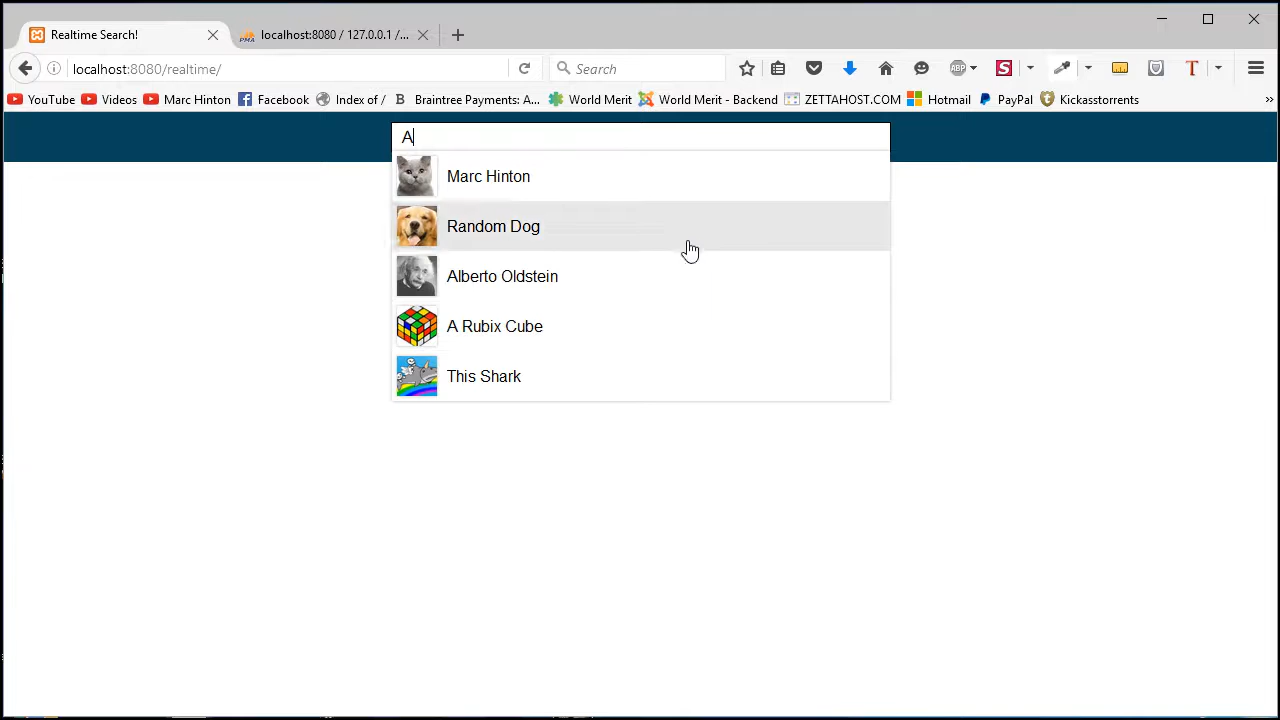 Realtime Search!
localhost:8080 / 127.0.0.1 /...
localhost:8080/realtime/
Search
ABP
S
T
YouTube
Videos
Marc Hinton
Facebook
Index of /
B Braintree Payments: A...
World Merit
World Merit - Backend
ZETTAHOST.COM
Hotmail
PayPal
Kickasstorrents
»
A
Marc Hinton
Random Dog
Alberto Oldstein
A Rubix Cube
This Shark